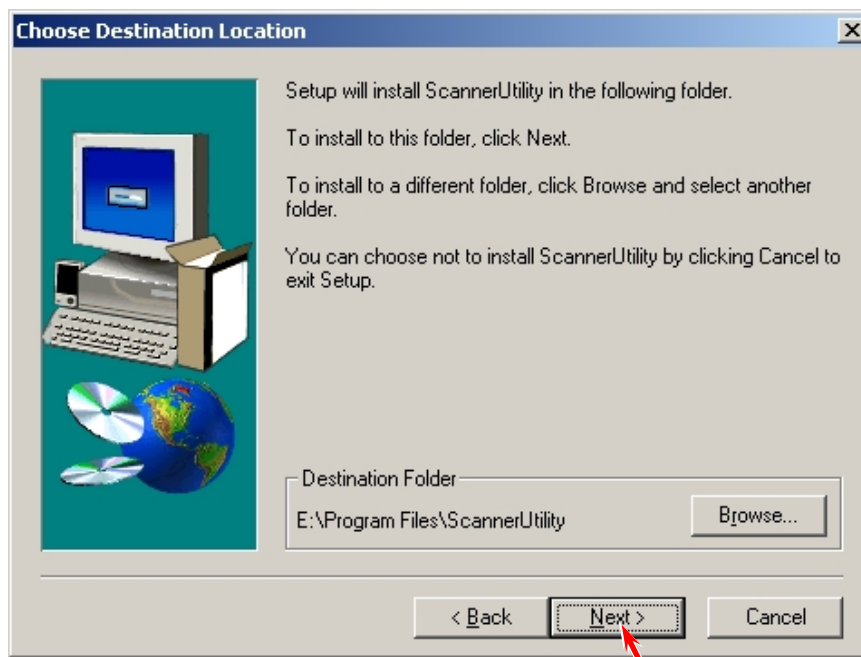 Choose Destination Location
Setup will install ScannerUtility in the following folder.
To install to this folder, click Next.
To install to a different folder, click Browse and select another
folder.
You can choose not to install ScannerUtility by clicking Cancel to
exit Setup.
Destination Folder
E:\Program Files\ScannerUtility
Browse...
< Back
Next >
Cancel